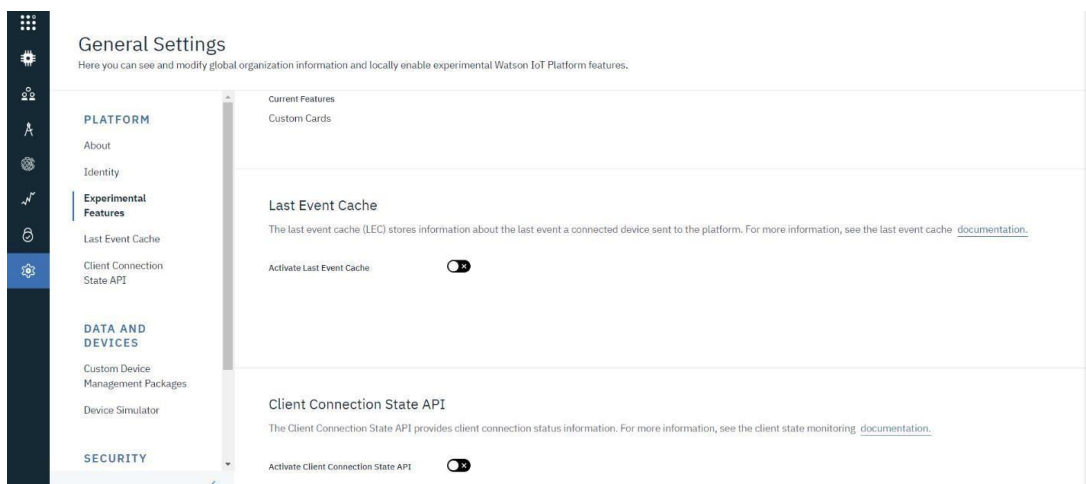 General Settings
Here you can see and modify global organization information and locally enable experimental Watson IoT Platform features.
PLATFORM
About
Identity
Experimental
Features
Last Event Cache
Client Connection
State API
DATA AND
DEVICES
Custom Device
Management Packages
Device Simulator
SECURITY
Current Features
Custom Cards
Last Event Cache
The last event cache (LEC) stores information about the last event a connected device sent to the platform. For more information, see the last event cache documentation.
Activate Last Event Cache
Client Connection State API
The Client Connection State API provides client connection status information. For more information, see the client state monitoring documentation.
Activate Client Connection State API